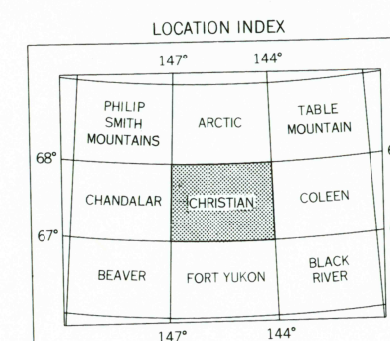 LOCATION INDEX
147° 144°
PHILIP
SMITH
MOUNTAINS
ARCTIC
TABLE
MOUNTAIN
68°
CHANDALAR
CHRISTIAN
COLEEN
67°
BEAVER
FORT YUKON
BLACK
RIVER
147° 144°